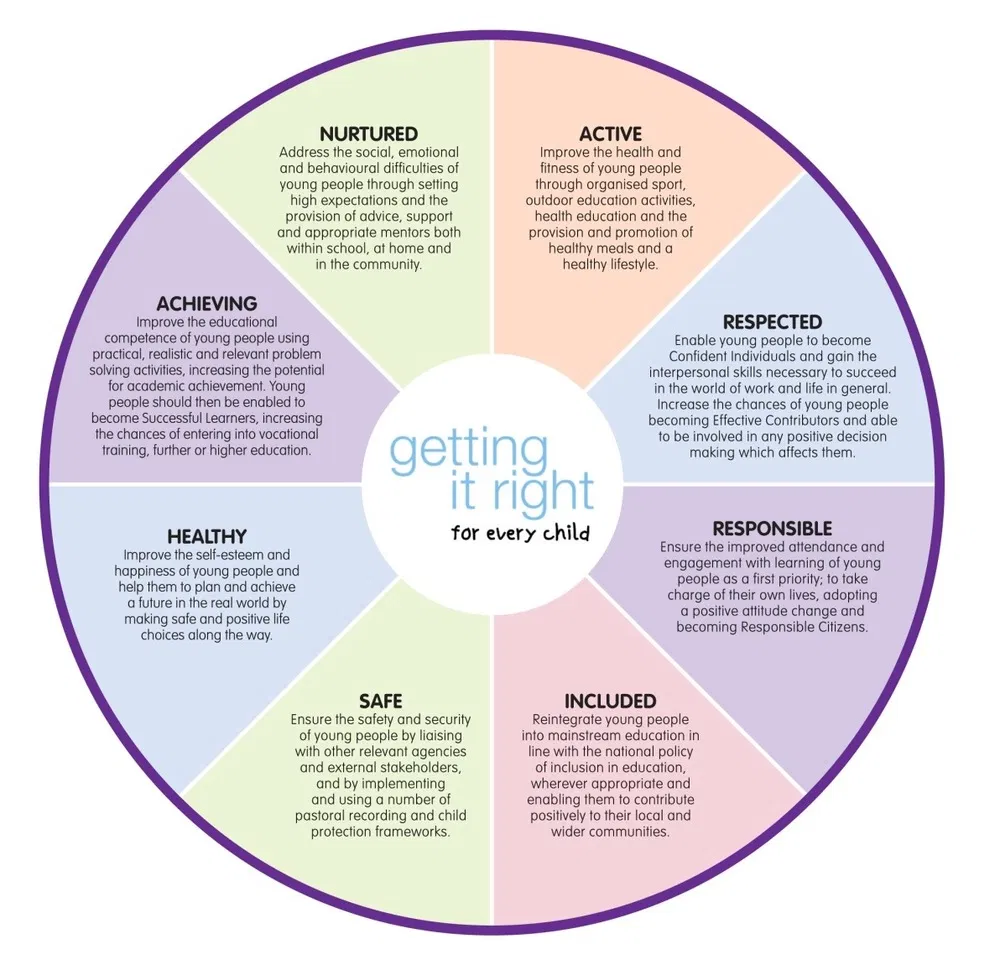 NURTURED
Address the social, emotional
and behavioural difficulties of
young people through setting
high expectations and the
provision of advice, support
and appropriate mentors both
within school, at home and
in the community.
ACTIVE
Improve the health and
fitness of young people
through organised sport,
outdoor education activities,
health education and the
provision and promotion of
healthy meals and a
healthy lifestyle.
RESPECTED
Enable young people to become
Confident Individuals and gain the
interpersonal skills necessary to succeed
in the world of work and life in general.
Increase the chances of young people
becoming Effective Contributors and able
to be involved in any positive decision
making which affects them.
RESPONSIBLE
Ensure the improved attendance and
engagement with learning of young
people as a first priority; to take
charge of their own lives, adopting
a positive attitude change and
becoming Responsible Citizens.
INCLUDED
Reintegrate young people
into mainstream education in
line with the national policy
of inclusion in education,
wherever appropriate and
enabling them to contribute
positively to their local and
wider communities.
SAFE
Ensure the safety and security
of young people by liaising
with other relevant agencies
and external stakeholders,
and by implementing
and using a number of
pastoral recording and child
protection frameworks.
HEALTHY
Improve the self-esteem and
happiness of young people and
help them to plan and achieve
a future in the real world by
making safe and positive life
choices along the way.
ACHIEVING
Improve the educational
competence of young people using
practical, realistic and relevant problem
solving activities, increasing the potential
for academic achievement. Young
people should then be enabled to
become Successful Learners, increasing
the chances of entering into vocational
training, further or higher education.
getting
it right
for every child